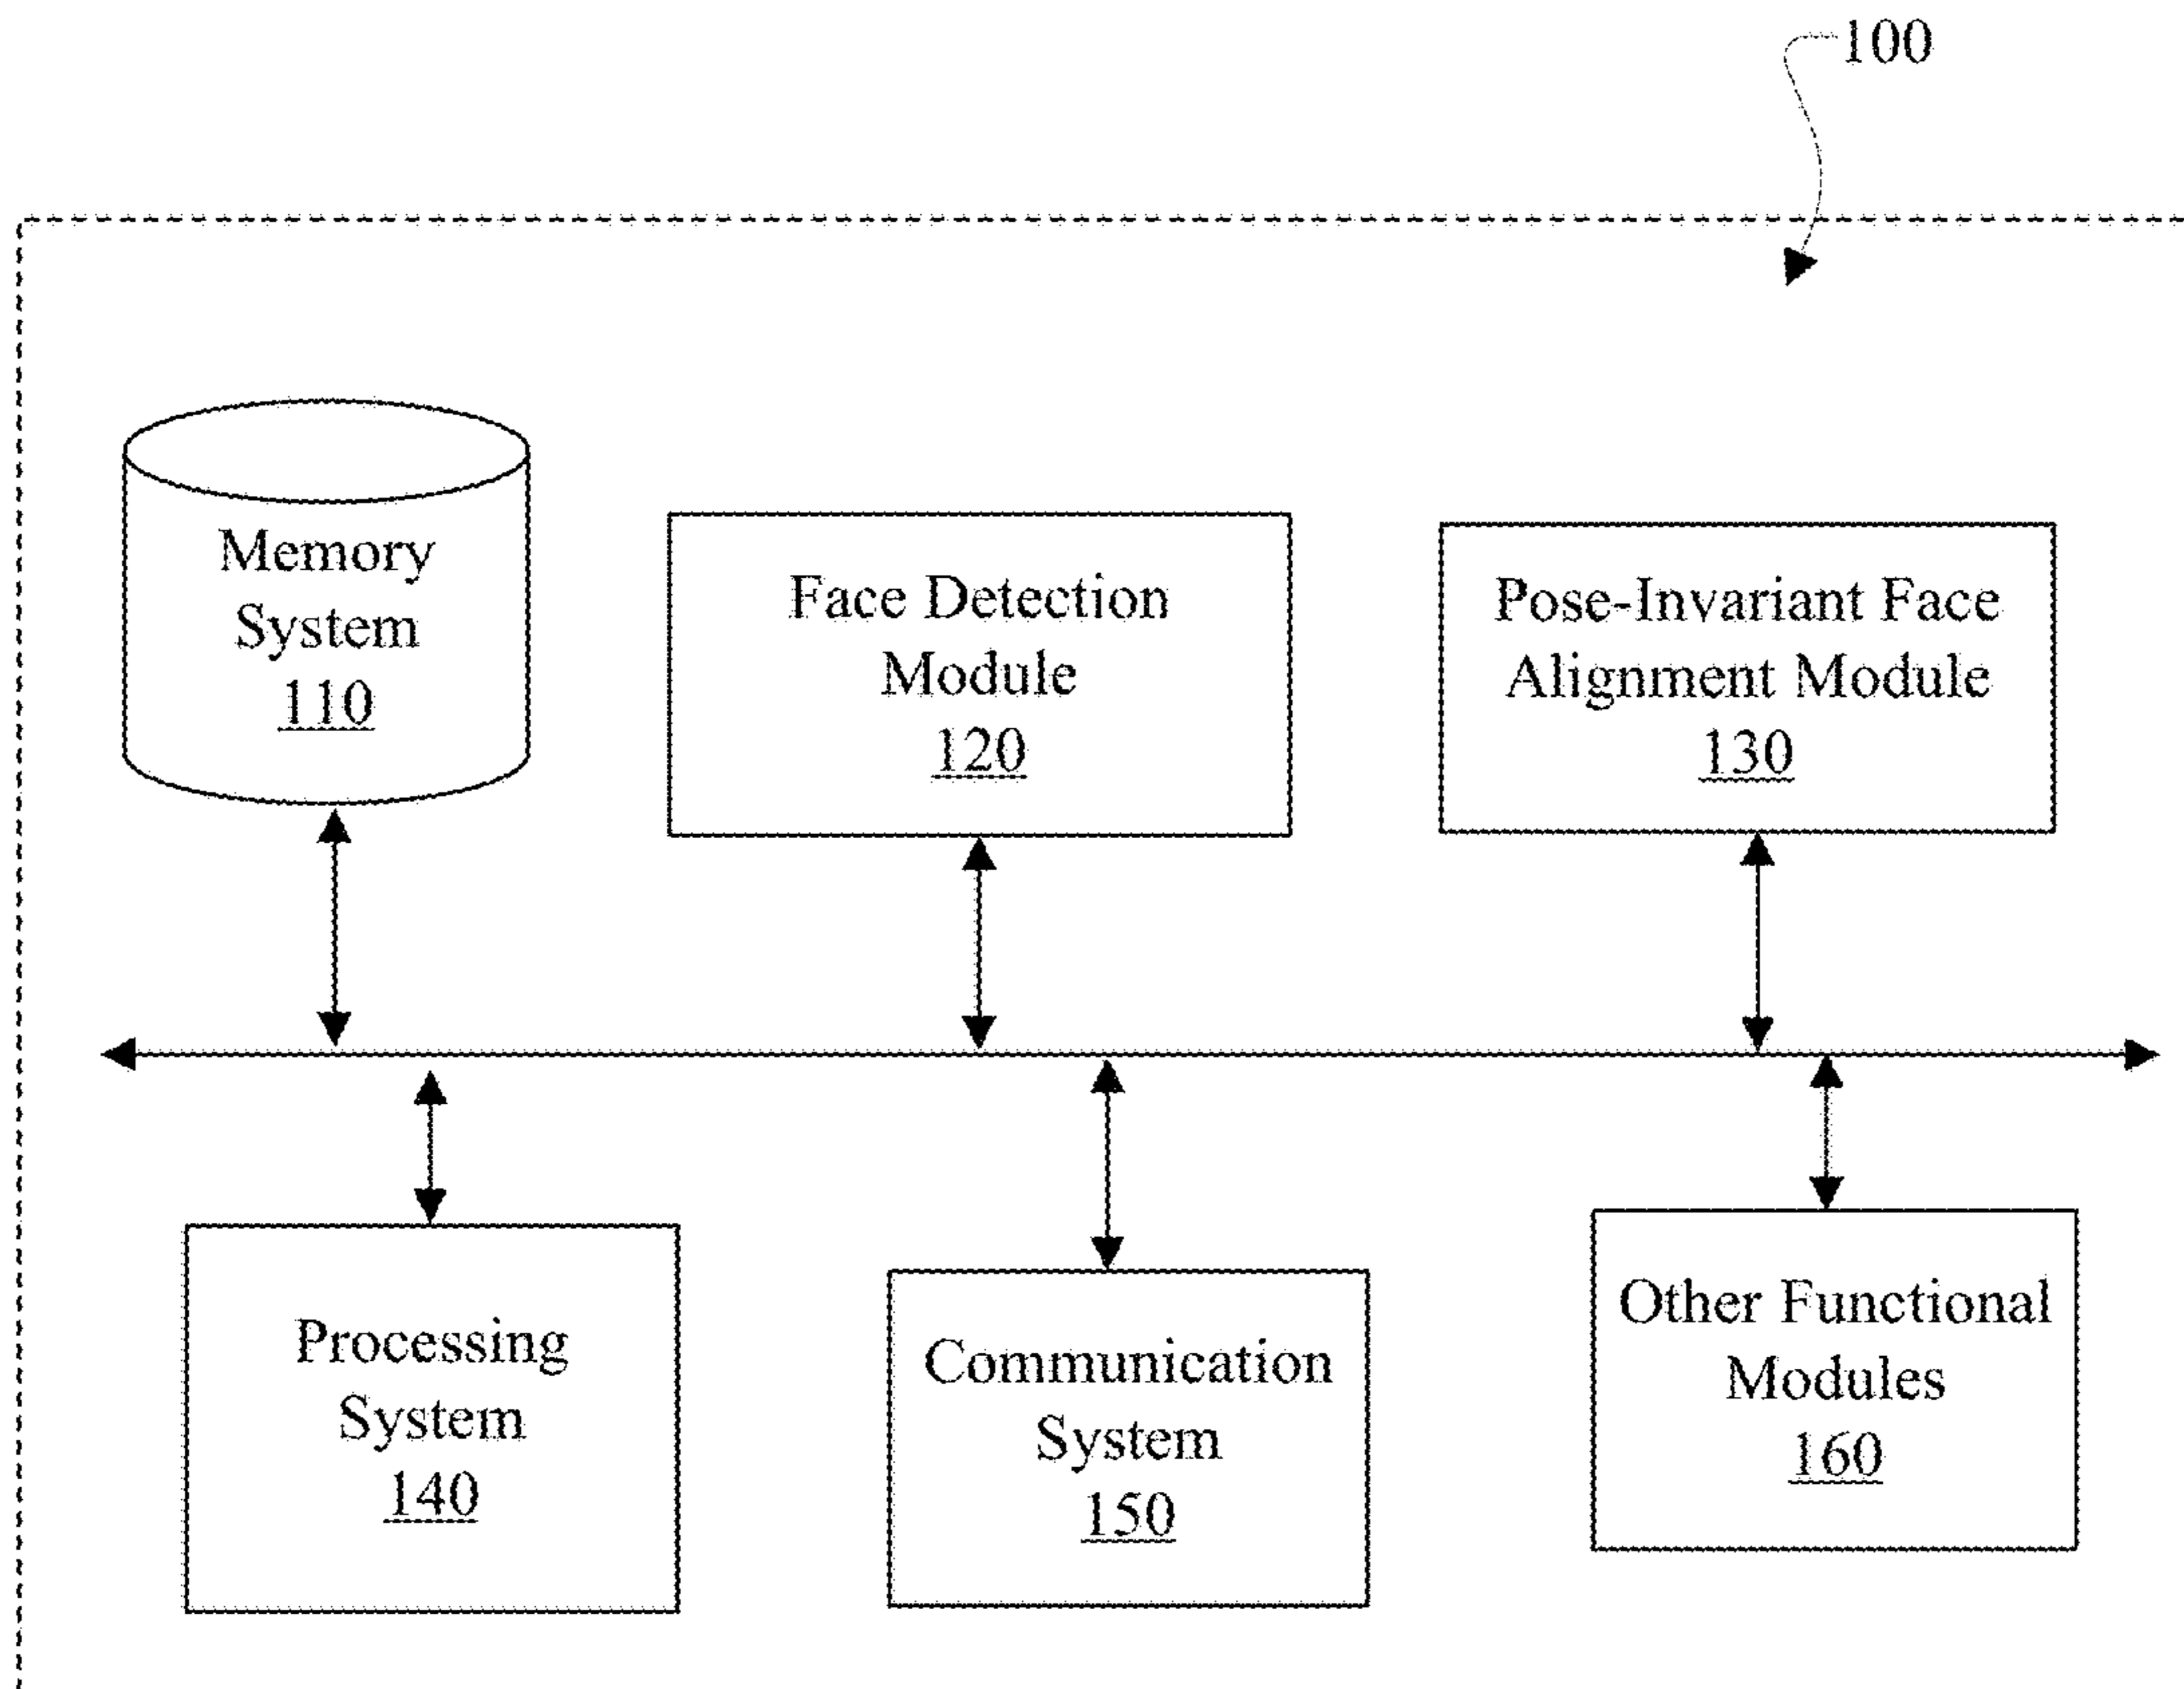 100
Memory
System
110
Face Detection
Module
120
Pose-Invariant Face
Alignment Module
130
Processing
System
140
Communication
System
150
Other Functional
Modules
160